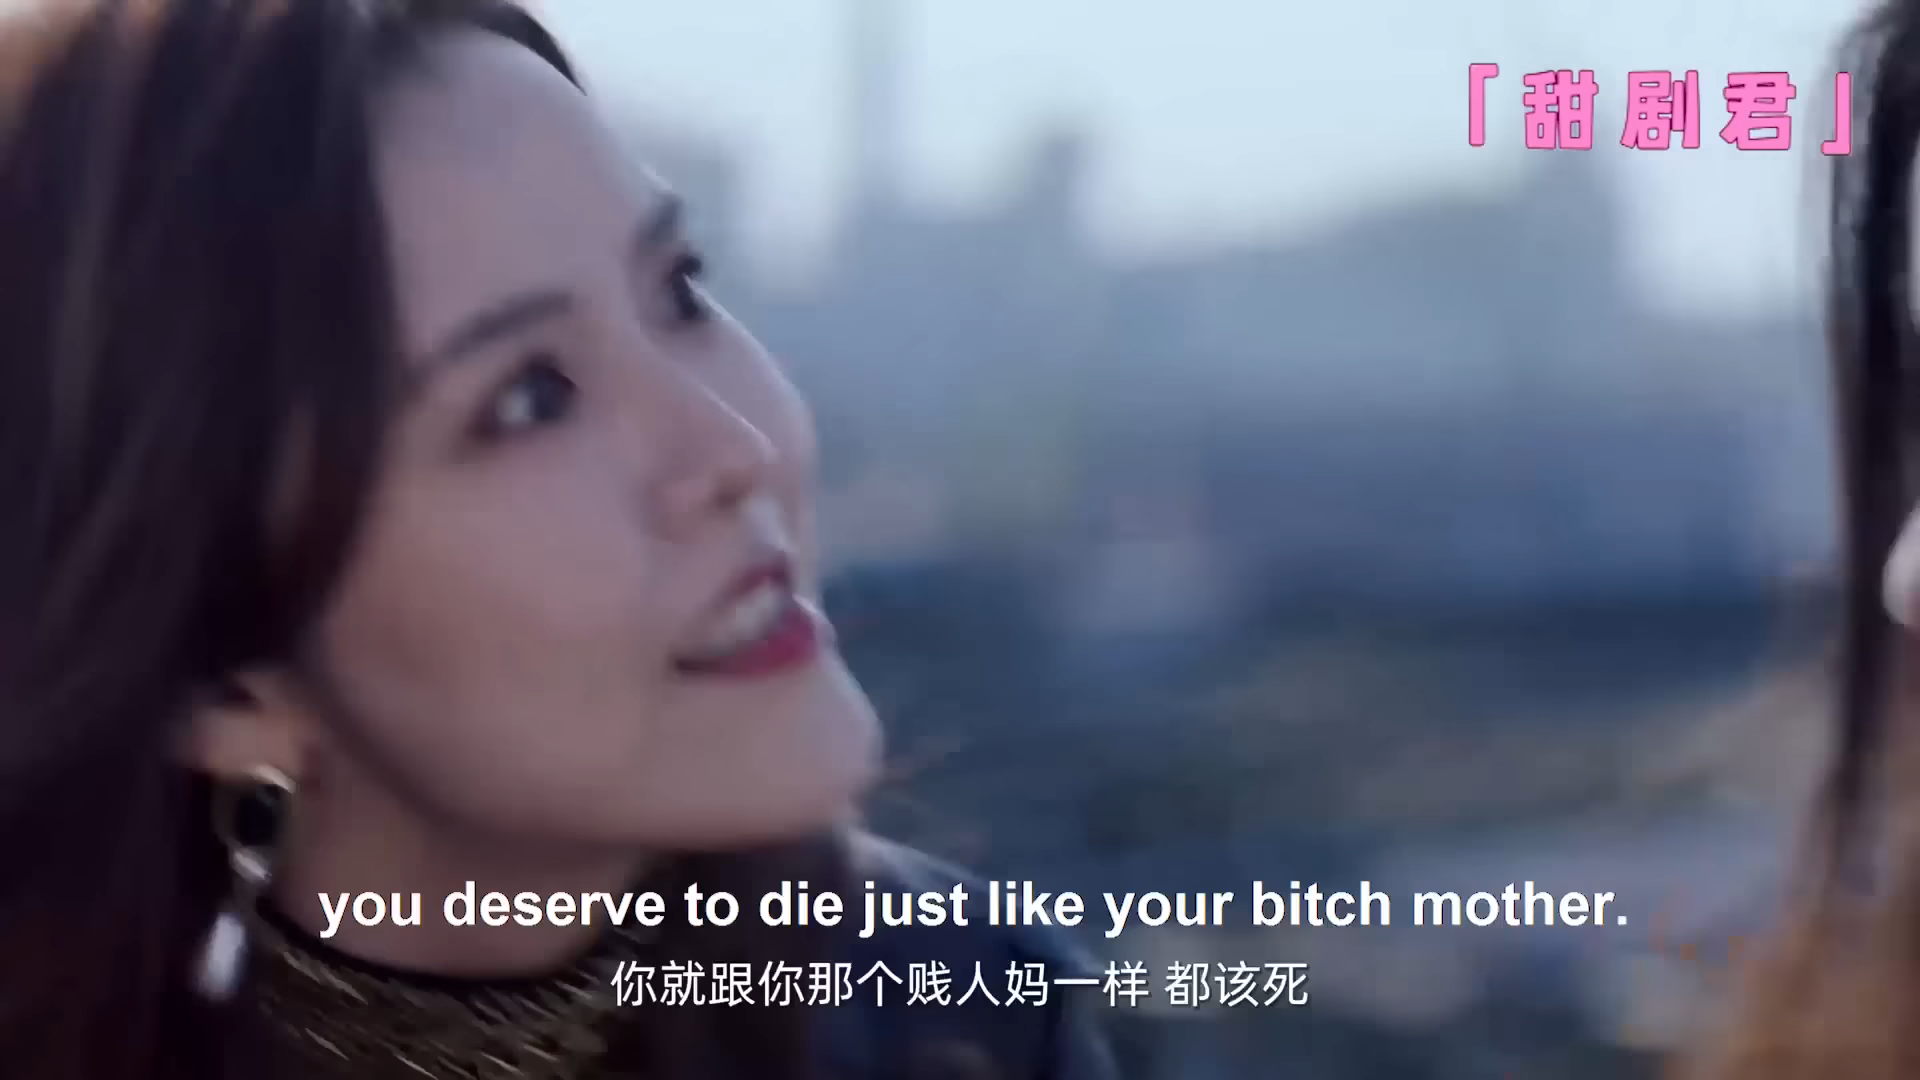 「甜剧君」
you deserve to die just like your bitch mother.
你就跟你那个贱人妈一样 都该死